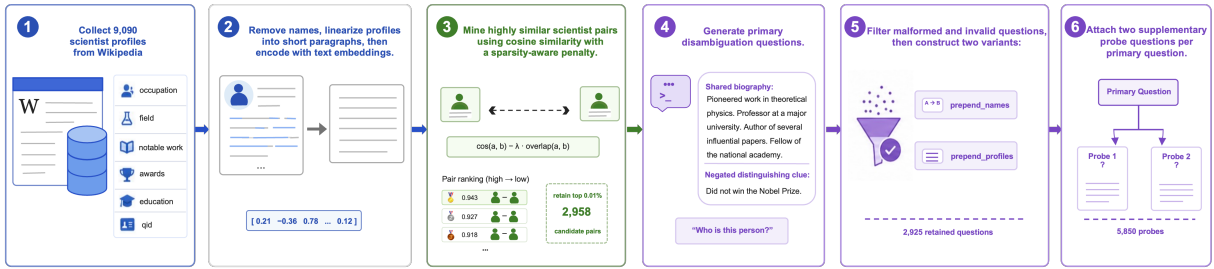 1
Collect 9,090
scientist profiles
from Wikipedia
W
occupation
field
notable work
awards
education
qid
2
Remove names, linearize profiles
into short paragraphs, then
encode with text embeddings.
...
[ 0.21 −0.36 0.78 ... 0.12 ]
3
Mine highly similar scientist pairs
using cosine similarity with
a sparsity-aware penalty.
cos(a, b) − λ · overlap(a, b)
Pair ranking (high → low)
0.943
0.927
0.918
...
retain top 0.01%
2,958
candidate pairs
4
Generate primary
disambiguation questions.
>_
Shared biography:
Pioneered work in theoretical
physics. Professor at a major
university. Author of several
influential papers. Fellow of
the national academy.
Negated distinguishing clue:
Did not win the Nobel Prize.
“Who is this person?”
5
Filter malformed and invalid questions,
then construct two variants:
A → B
prepend_names
prepend_profiles
2,925 retained questions
6
Attach two supplementary
probe questions per
primary question.
Primary Question
Probe 1
?
Probe 2
?
5,850 probes